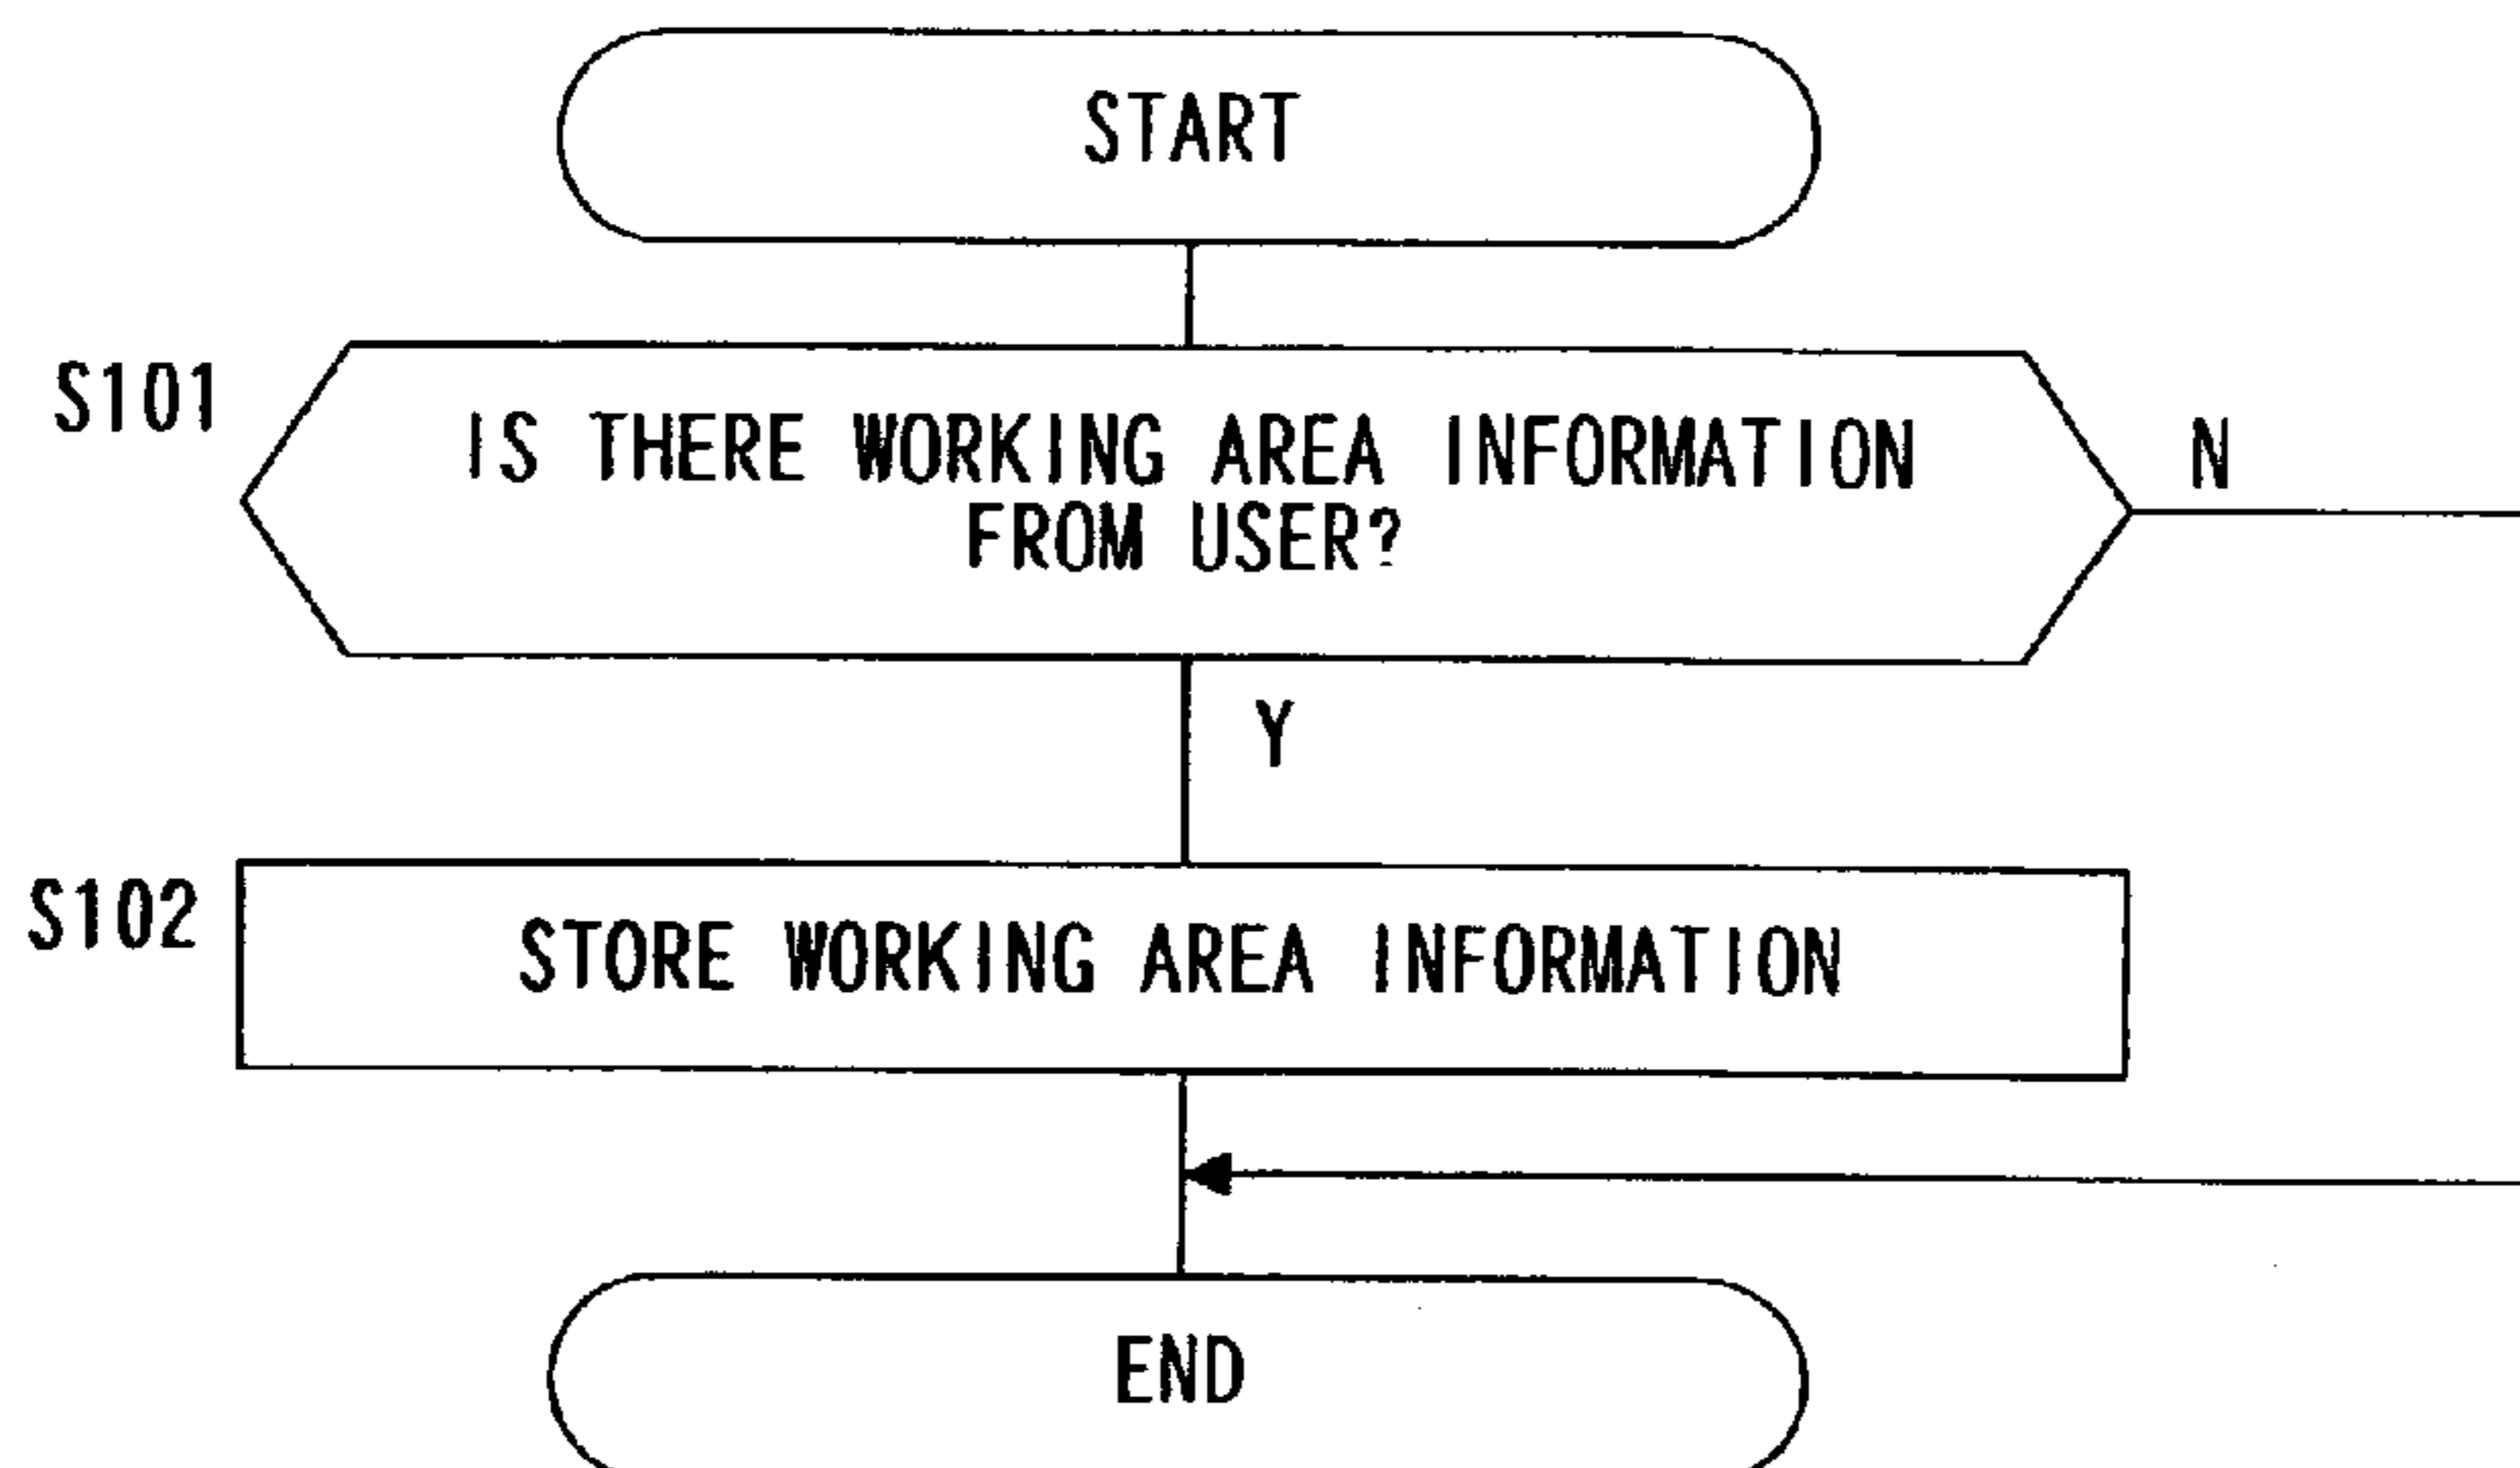 START
S101
IS THERE WORKING AREA INFORMATION
FROM USER?
N
Y
S102
STORE WORKING AREA INFORMATION
END